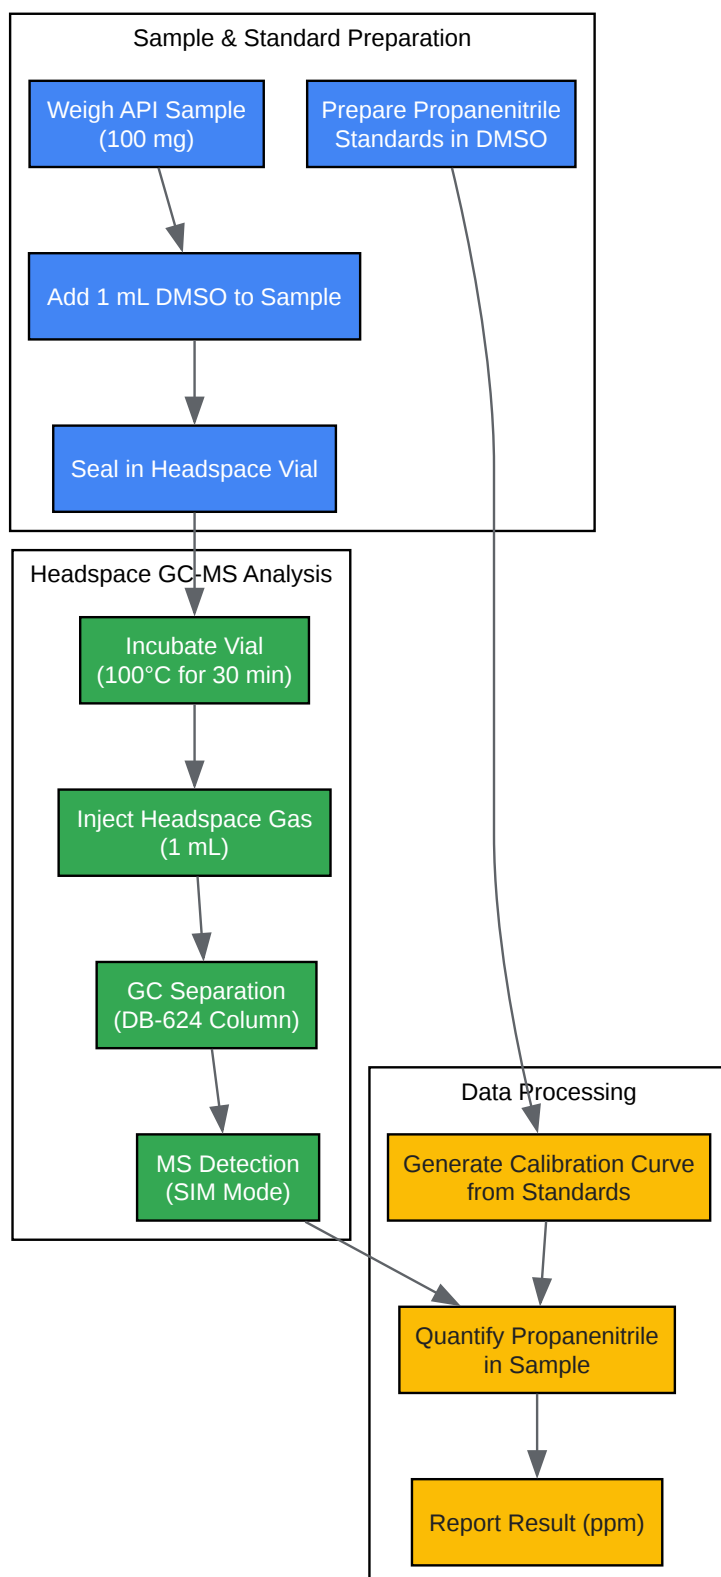 Sample & Standard Preparation
Weigh API Sample
(100 mg)
Prepare Propanenitrile
Standards in DMSO
Add 1 mL DMSO to Sample
Seal in Headspace Vial
Headspace GC-MS Analysis
Incubate Vial
(100°C for 30 min)
Inject Headspace Gas
(1 mL)
GC Separation
(DB-624 Column)
MS Detection
(SIM Mode)
Data Processing
Generate Calibration Curve
from Standards
Quantify Propanenitrile
in Sample
Report Result (ppm)